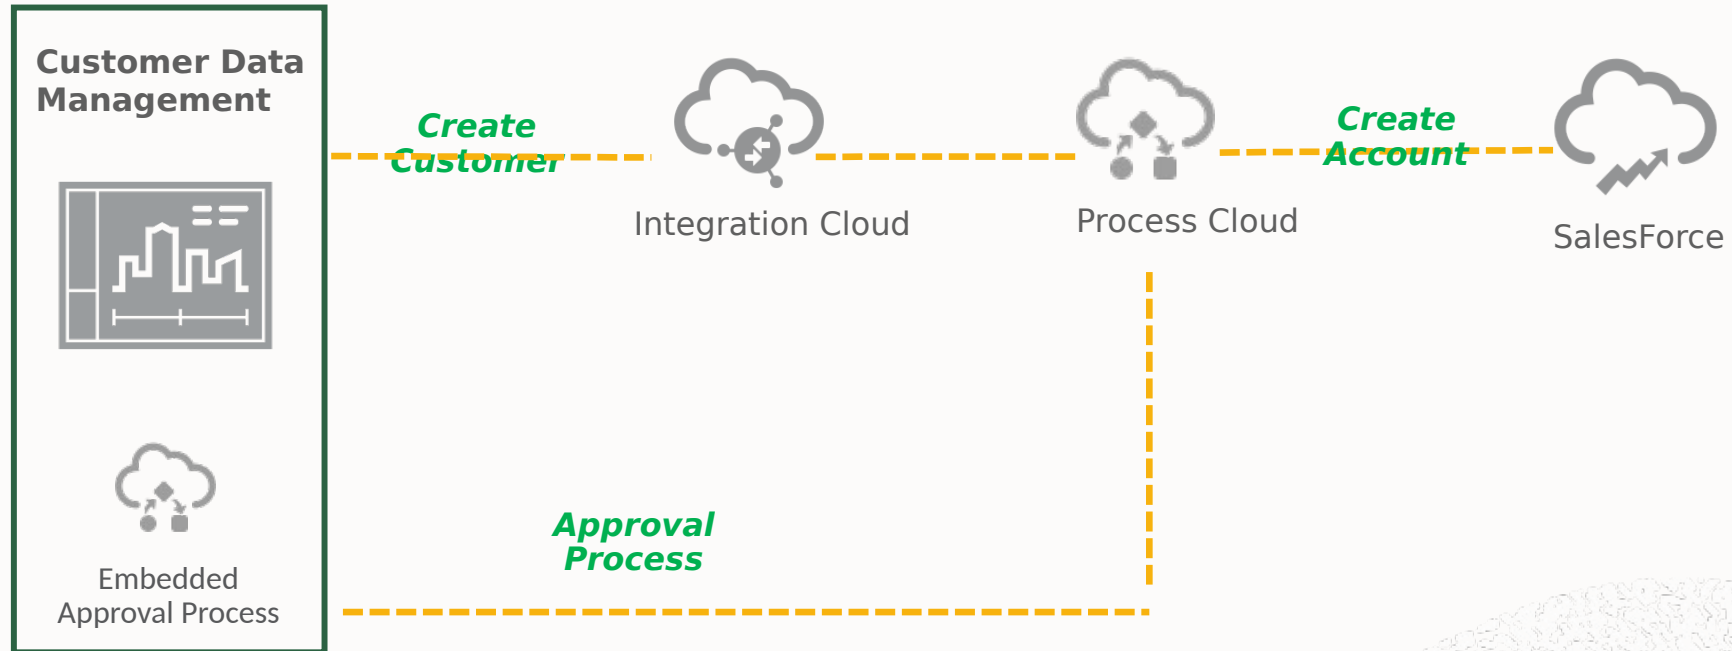 Customer Data
Management
Create
Customer
Create
Account
Integration Cloud
Process Cloud
SalesForce
Approval
Process
Embedded
Approval Process